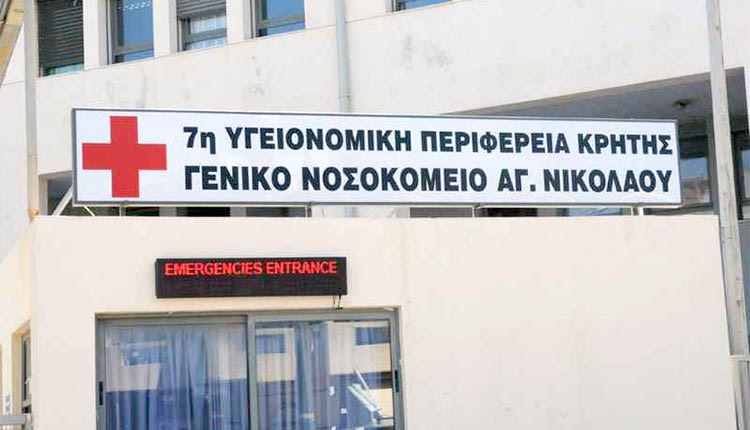 7η ΥΓΕΙΟΝΟΜΙΚΗ ΠΕΡΙΦΕΡΕΙΑ ΚΡΗΤΗΣ
ΓΕΝΙΚΟ ΝΟΣΟΚΟΜΕΙΟ ΑΓ. ΝΙΚΟΛΑΟΥ
EMERGENCIES ENTRANCE